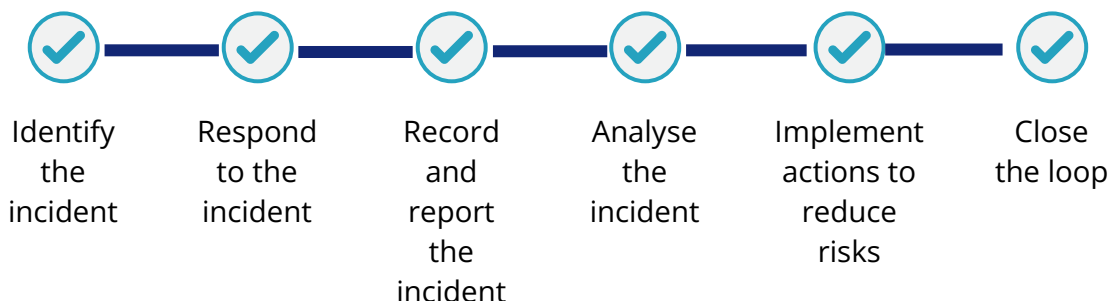 Identify
the
incident
Respond
to the
incident
Record
and
report
the
incident
Analyse
the
incident
Implement
actions to
reduce
risks
Close
the loop